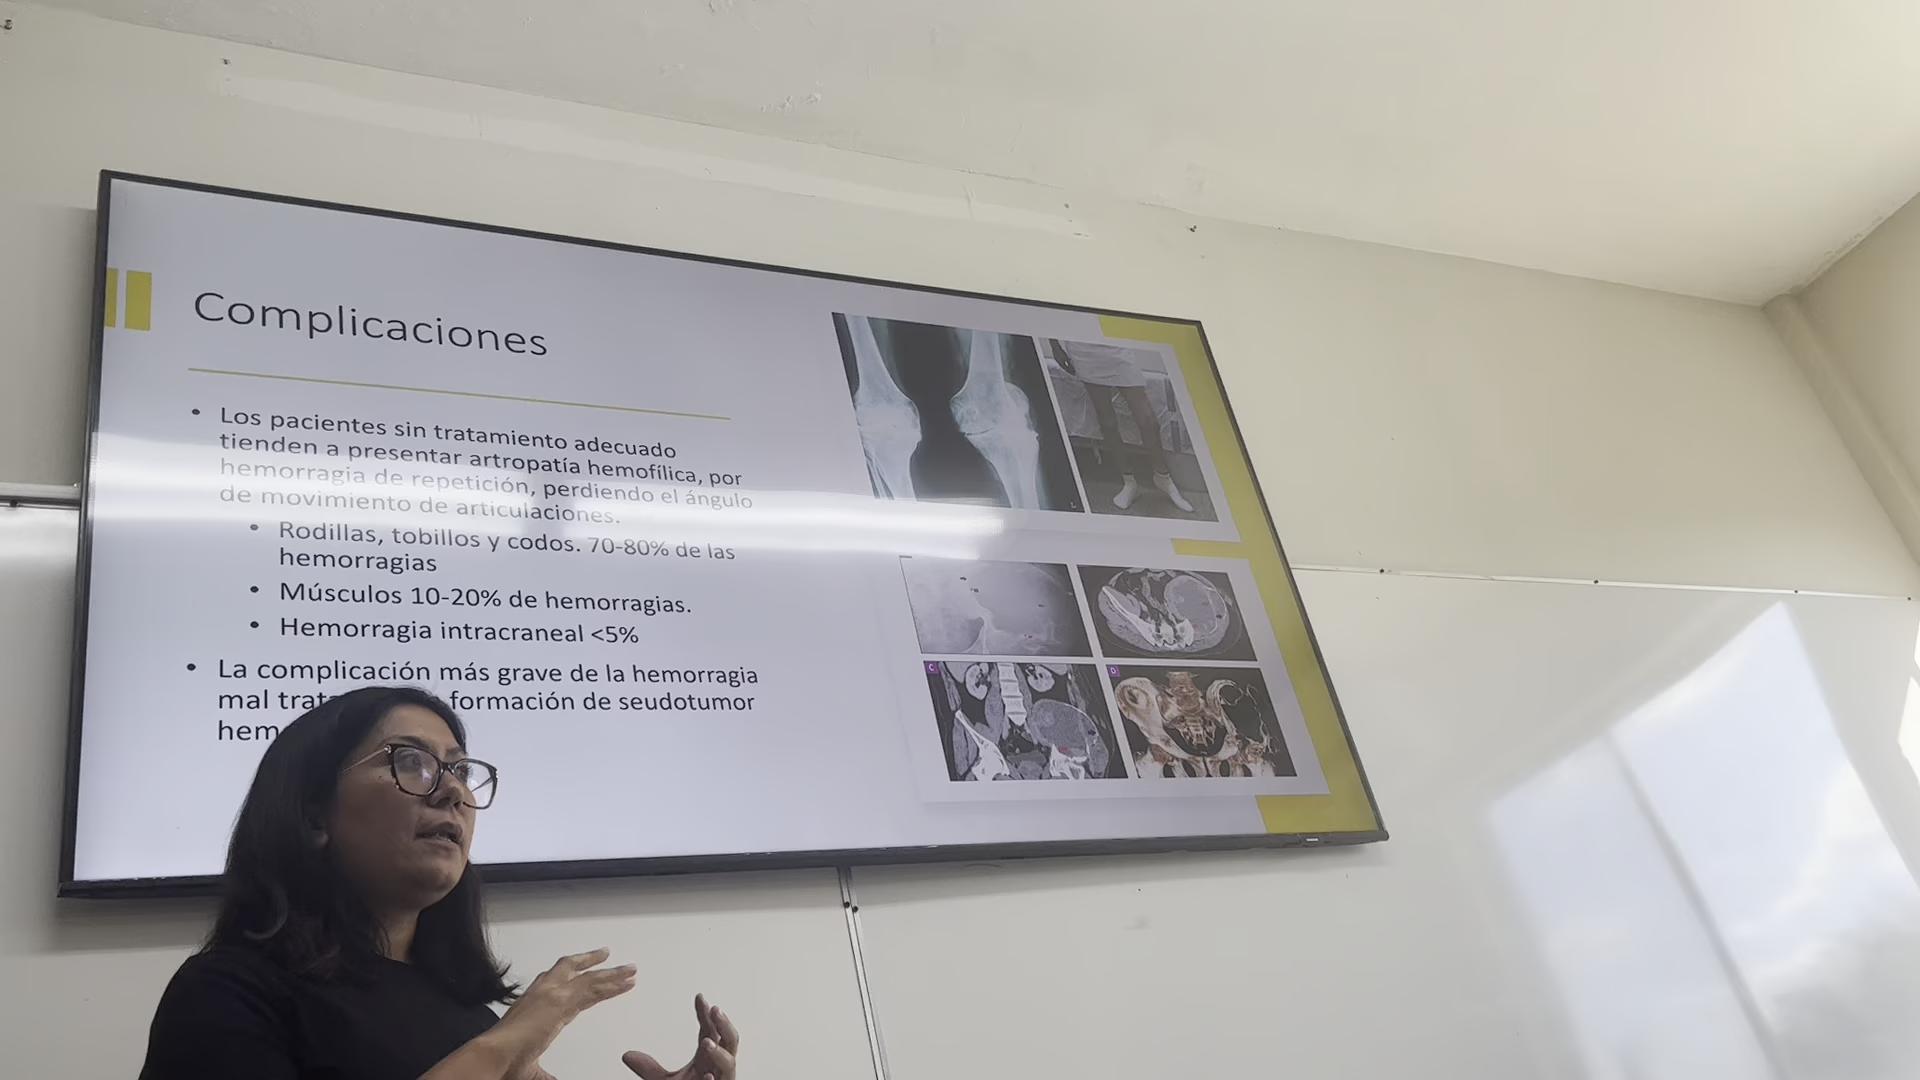 Complicaciones
• Los pacientes sin tratamiento adecuado
tienden a presentar artropatía hemofílica, por
hemorragia de repetición, perdiendo el ángulo
de movimiento de articulaciones.
• Rodillas, tobillos y codos. 70-80% de las
hemorragias
• Músculos 10-20% de hemorragias.
• Hemorragia intracraneal <5%
• La complicación más grave de la hemorragia
mal formación de seudotumor
C
D